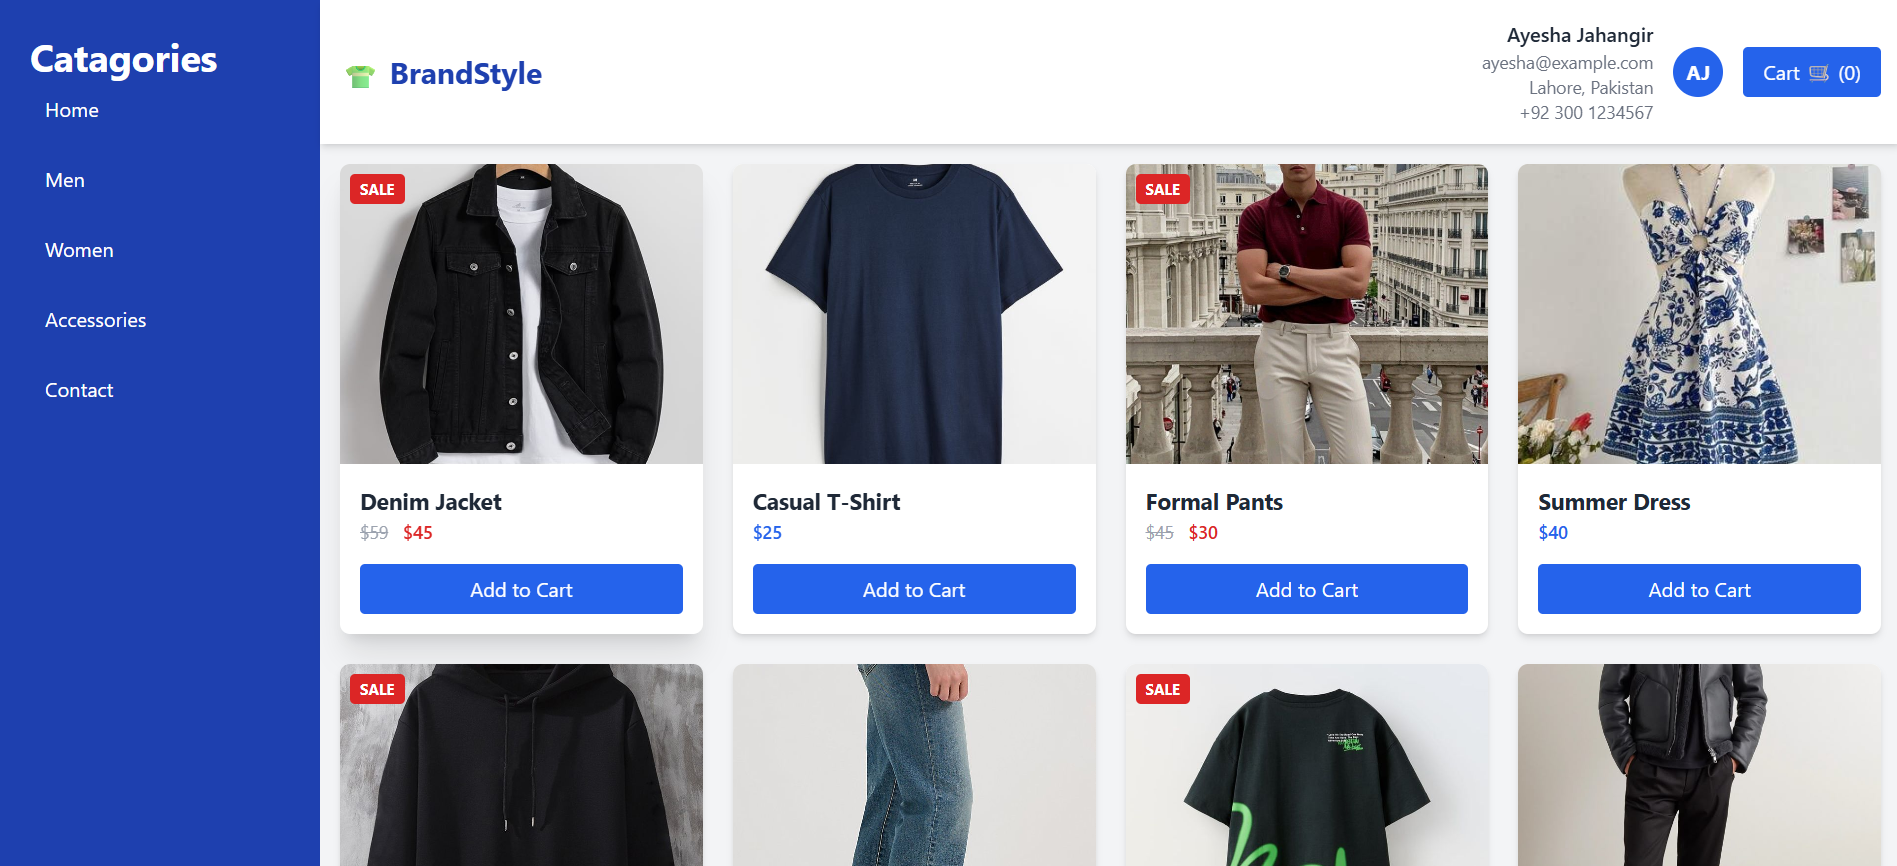 Catagories
Home
Men
Women
Accessories
Contact
BrandStyle
Ayesha Jahangir
ayesha@example.com
Lahore, Pakistan
+92 300 1234567
AJ
Cart 🛒 (0)
SALE
Denim Jacket
$59 $45
Add to Cart
Casual T-Shirt
$25
Add to Cart
SALE
Formal Pants
$45 $30
Add to Cart
Summer Dress
$40
Add to Cart
SALE
SALE